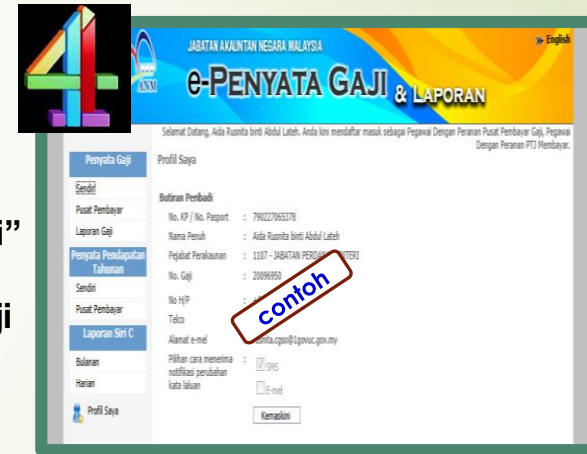 4
i”
ji
ANM
JABATAN AKAUNTAN NEGARA MALAYSIA
English
e-PENYATA GAJI & LAPORAN
Selamat Datang, Aida Rusnita binti Abdul Lateh. Anda kini mendaftar masuk sebagai Pegawai Dengan Peranan Pusat Pembayar Gaji, Pegawai
Dengan Peranan PTJ Membayar.
Penyata Gaji
Sendiri
Pusat Pembayar
Laporan Gaji
Penyata Pendapatan
Tahunan
Sendiri
Pusat Pembayar
Laporan Siri C
Bulanan
Harian
Profil Saya
Profil Saya
Butiran Peribadi
No. KP / No. Pasport : 790227065378
Nama Penuh : Aida Rusnita binti Abdul Lateh
Pejabat Perakaunan : 1107 - JABATAN
No. Gaji : 20096950
No H/P :
Telco
Alamat e-mel
Pilihan cara menerima :
notifikasi perubahan
kata laluan
SMS
E-mel
Kemaskini
contoh